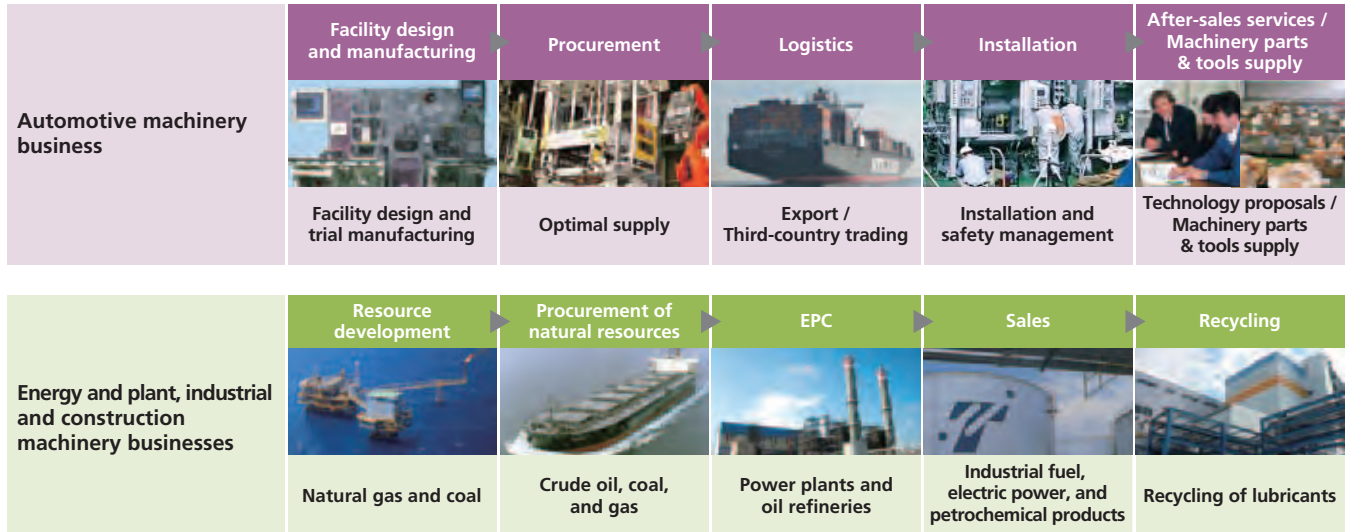 Automotive machinery
business
Facility design
and manufacturing
Procurement
Logistics
Installation
After-sales services /
Machinery parts
& tools supply
Facility design and
trial manufacturing
Optimal supply
Export /
Third-country trading
Installation and
safety management
Technology proposals /
Machinery parts
& tools supply
Energy and plant, industrial
and construction
machinery businesses
Resource
development
Procurement of
natural resources
EPC
Sales
Recycling
Natural gas and coal
Crude oil, coal,
and gas
Power plants and
oil refineries
Industrial fuel,
electric power, and
petrochemical products
Recycling of lubricants